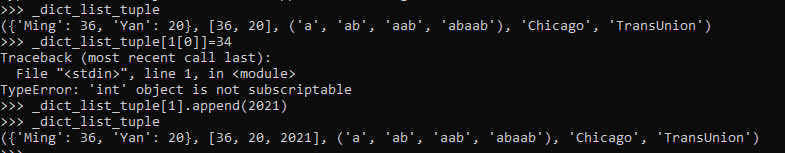 >>> _dict_list_tuple
({'Ming': 36, 'Yan': 20}, [36, 20], ('a', 'ab', 'aab', 'abaab'), 'Chicago', 'TransUnion')
>>> _dict_list_tuple[1[0]]=34
Traceback (most recent call last):
  File "<stdin>", line 1, in <module>
TypeError: 'int' object is not subscriptable
>>> _dict_list_tuple[1].append(2021)
>>> _dict_list_tuple
({'Ming': 36, 'Yan': 20}, [36, 20, 2021], ('a', 'ab', 'aab', 'abaab'), 'Chicago', 'TransUnion')
>>>